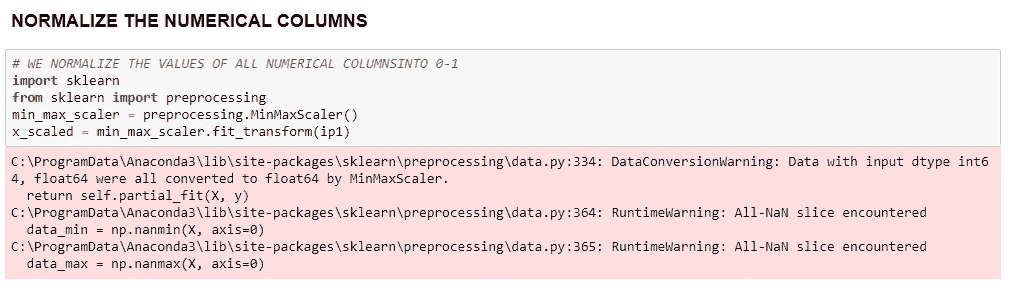 NORMALIZE THE NUMERICAL COLUMNS
# WE NORMALIZE THE VALUES OF ALL NUMERICAL COLUMNSINTO 0-1
import sklearn
from sklearn import preprocessing
min_max_scaler = preprocessing.MinMaxScaler()
x_scaled = min_max_scaler.fit_transform(ip1)
C:\ProgramData\Anaconda3\lib\site-packages\sklearn\preprocessing\data.py:334: DataConversionWarning: Data with input dtype int6
4, float64 were all converted to float64 by MinMaxScaler.
  return self.partial_fit(X, y)
C:\ProgramData\Anaconda3\lib\site-packages\sklearn\preprocessing\data.py:364: RuntimeWarning: All-NaN slice encountered
  data_min = np.nanmin(X, axis=0)
C:\ProgramData\Anaconda3\lib\site-packages\sklearn\preprocessing\data.py:365: RuntimeWarning: All-NaN slice encountered
  data_max = np.nanmax(X, axis=0)